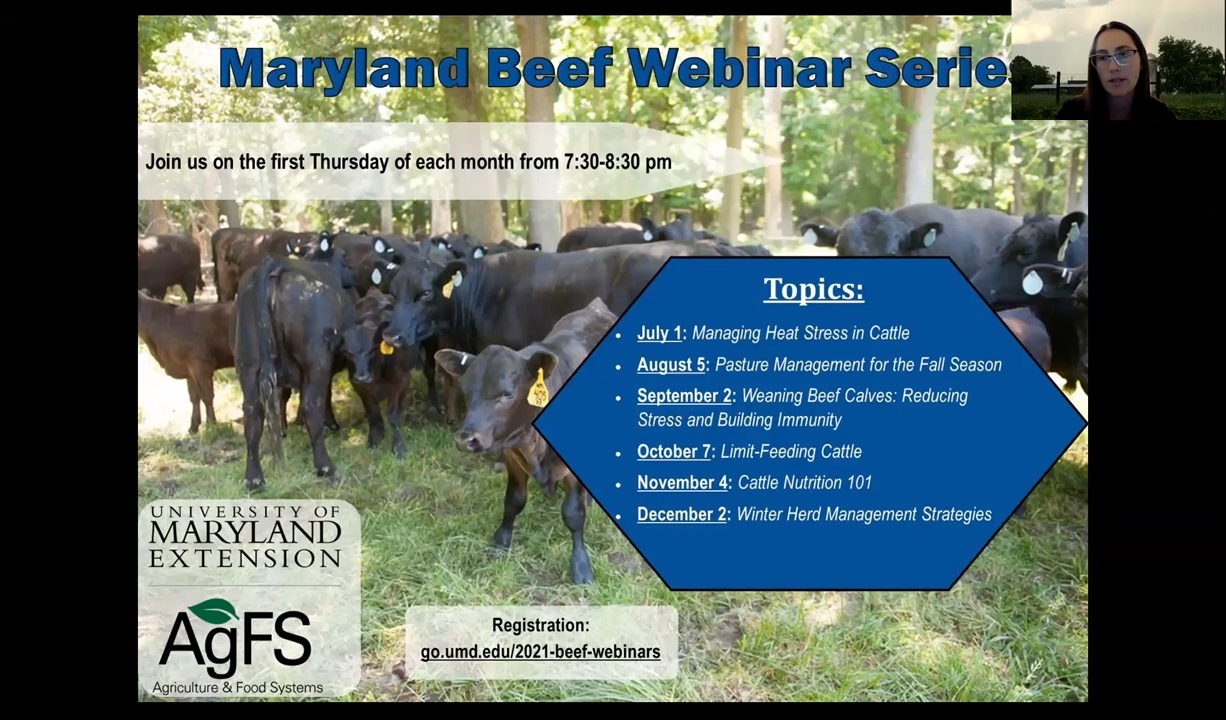 Maryland Beef Webinar Series
Join us on the first Thursday of each month from 7:30-8:30 pm
Topics:
• July 1: Managing Heat Stress in Cattle
• August 5: Pasture Management for the Fall Season
• September 2: Weaning Beef Calves: Reducing
Stress and Building Immunity
• October 7: Limit-Feeding Cattle
• November 4: Cattle Nutrition 101
• December 2: Winter Herd Management Strategies
UNIVERSITY OF
MARYLAND
EXTENSION
AgFS
Agriculture & Food Systems
Registration:
go.umd.edu/2021-beef-webinars